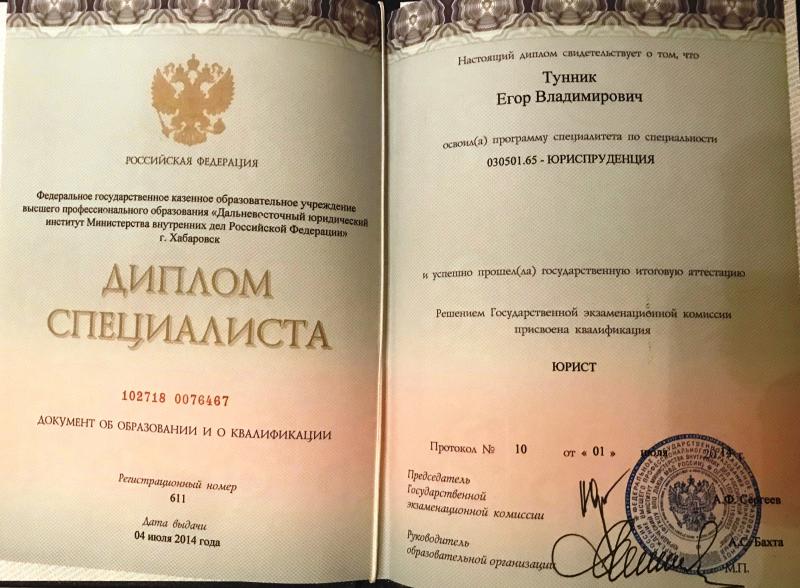 РОССИЙСКАЯ ФЕДЕРАЦИЯ
Федеральное государственное казенное образовательное учреждение
высшего профессионального образования «Дальневосточный юридический
институт Министерства внутренних дел Российской Федерации»
г. Хабаровск
ДИПЛОМ
СПЕЦИАЛИСТА
102718 0076467
ДОКУМЕНТ ОБ ОБРАЗОВАНИИ И О КВАЛИФИКАЦИИ
Регистрационный номер
611
Дата выдачи
04 июля 2014 года
Настоящий диплом свидетельствует о том, что
Тунник
Егор Владимирович
освоил(а) программу специалитета по специальности
030501.65 - ЮРИСПРУДЕНЦИЯ
и успешно прошел(ла) государственную итоговую аттестацию
Решением Государственной экзаменационной комиссии
присвоена квалификация
ЮРИСТ
Протокол № 10 от « 01 » июля
Председатель
Государственной
экзаменационной комиссии
А.Ф. Сергеев
Руководитель
образовательной организации
А.С. Бахта
М.П.